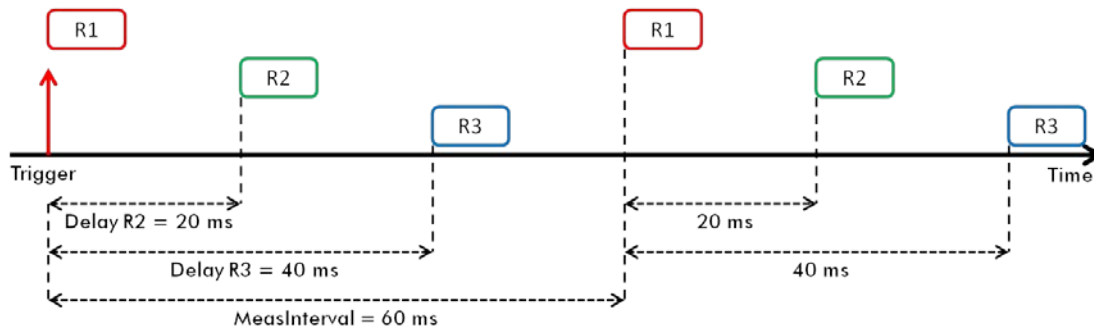 R1
R1
R2
R2
R3
R3
Trigger
Time
Delay R2 = 20 ms
20 ms
Delay R3 = 40 ms
40 ms
MeasInterval = 60 ms